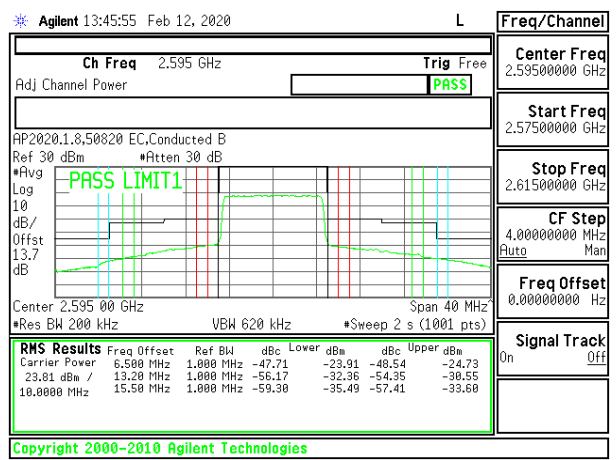 Agilent 13:45:55 Feb 12, 2020 L
Freq/Channel
Ch Freq 2.595 GHz Trig Free
Adj Channel Power PASS
AP2020.1.8,50820 EC,Conducted B
Ref 30 dBm #Atten 30 dB
#Avg
Log
10
dB/
Offst
13.7
dB
PASS LIMIT1
Center 2.595 00 GHz Span 40 MHz^
#Res BW 200 kHz VBW 620 kHz #Sweep 2 s (1001 pts)
RMS Results Freq Offset Ref BW dBc Lower dBm dBc Upper dBm
Carrier Power 6.500 MHz 1.000 MHz -47.71 -23.91 -48.54 -24.73
23.81 dBm / 13.20 MHz 1.000 MHz -56.17 -32.36 -54.35 -30.55
10.0000 MHz 15.50 MHz 1.000 MHz -59.30 -35.49 -57.41 -33.60
Center Freq
2.59500000 GHz
Start Freq
2.57500000 GHz
Stop Freq
2.61500000 GHz
CF Step
4.00000000 MHz
Auto Man
Freq Offset
0.00000000 Hz
Signal Track
On Off
Copyright 2000-2010 Agilent Technologies